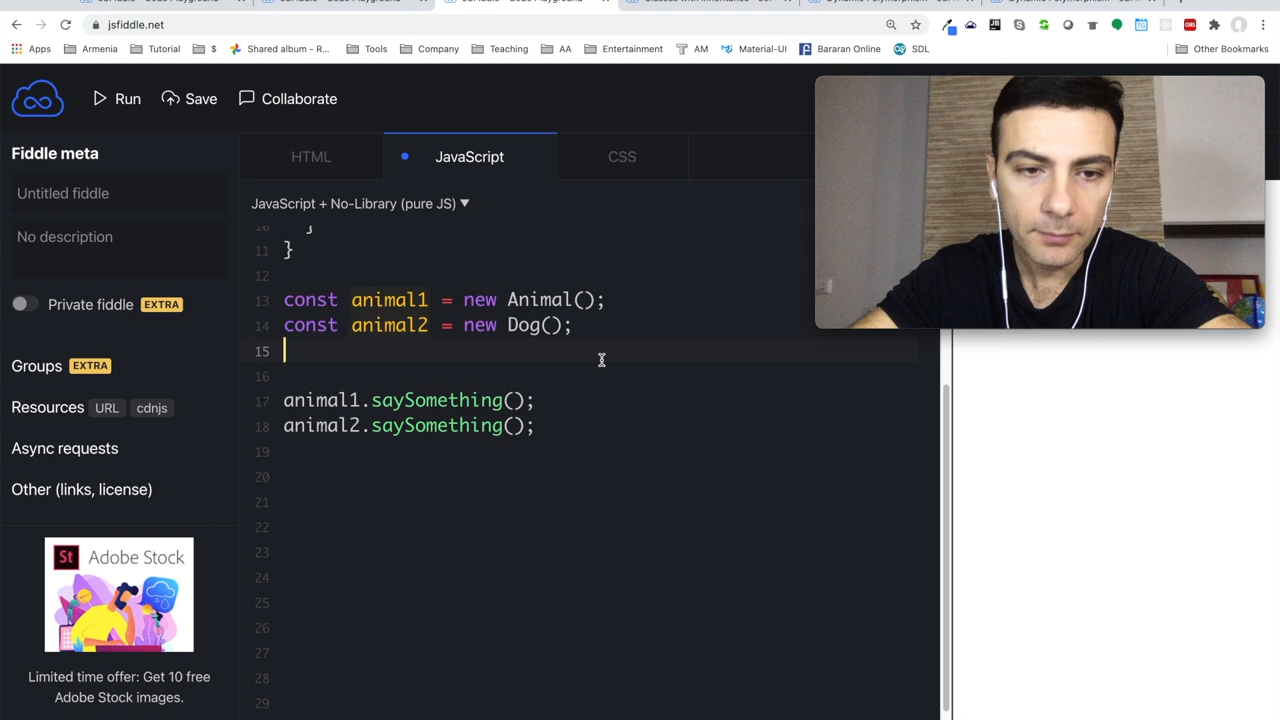 jsfiddle.net
Apps Armenia Tutorial $ Shared album - R... Tools Company Teaching AA Entertainment AM Material-UI Bararan Online SDL Other Bookmarks
Run Save Collaborate
Fiddle meta
HTML JavaScript CSS
Untitled fiddle
JavaScript + No-Library (pure JS) ▼
No description
10 }
11 }
12
Private fiddle EXTRA
13 const animal1 = new Animal();
14 const animal2 = new Dog();
15
Groups EXTRA
16
Resources URL cdnjs
17 animal1.saySomething();
18 animal2.saySomething();
Async requests
19
20
Other (links, license)
21
22
23
St Adobe Stock
24
25
26
27
28
29
Limited time offer: Get 10 free
Adobe Stock images.